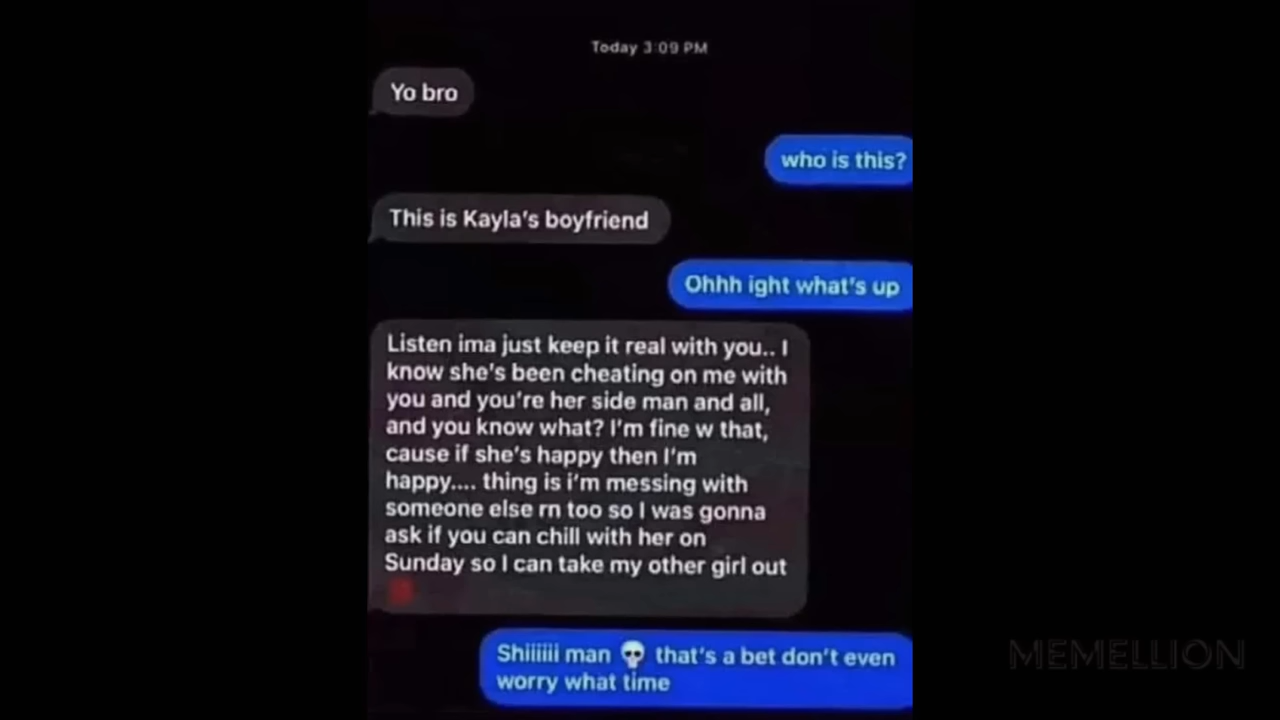 Today 3:09 PM
Yo bro
who is this?
This is Kayla's boyfriend
Ohhh ight what's up
Listen ima just keep it real with you.. I
know she's been cheating on me with
you and you're her side man and all,
and you know what? I'm fine w that,
cause if she's happy then I'm
happy.... thing is i'm messing with
someone else rn too so I was gonna
ask if you can chill with her on
Sunday so I can take my other girl out
Shiiiiii man 💀 that's a bet don't even
worry what time
MEMELLION